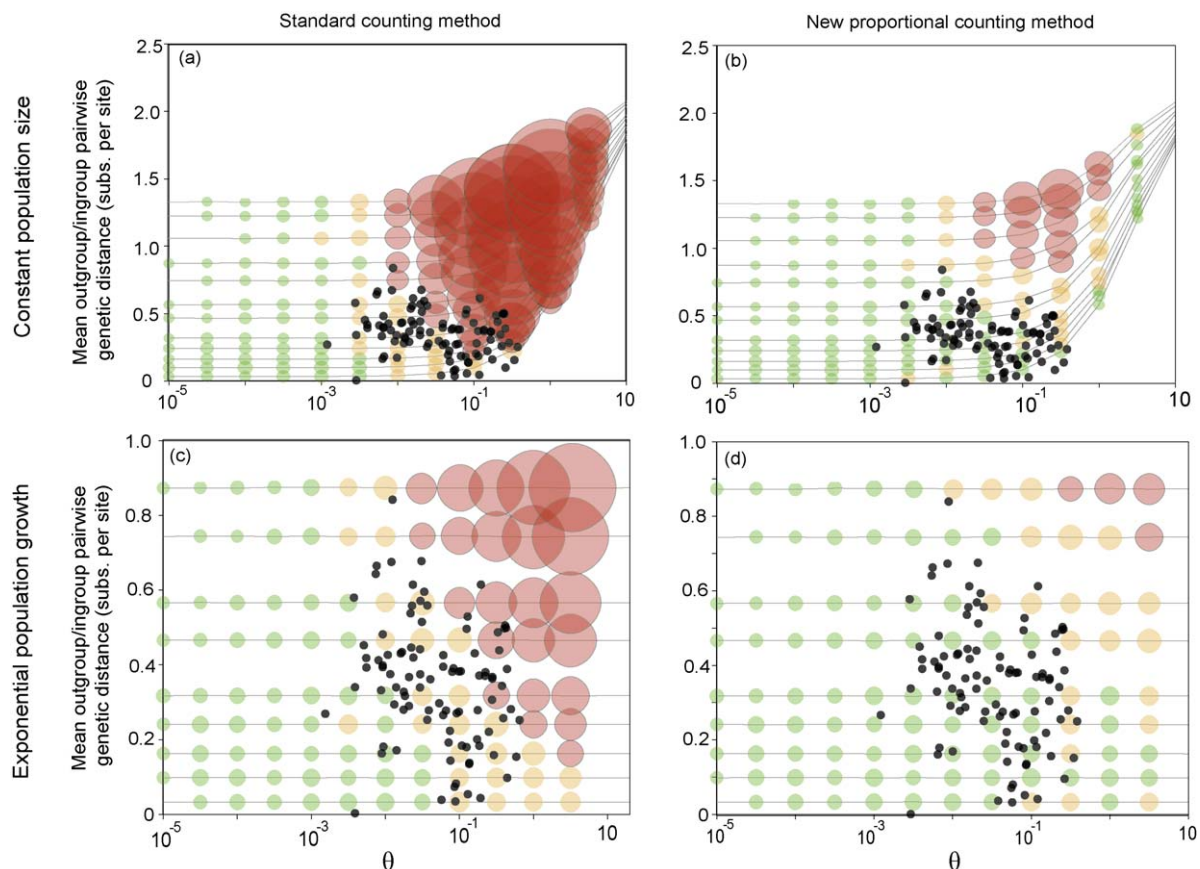 Standard counting method
New proportional counting method
Constant population size
Mean outgroup/ingroup pairwise
genetic distance (subs. per site)
(a)
2.5
2.0
1.5
1.0
0.5
0
10-5
10-3
10-1
10
(b)
2.5
2.0
1.5
1.0
0.5
0
10-5
10-3
10-1
10
Exponential population growth
Mean outgroup/ingroup pairwise
genetic distance (subs. per site)
(c)
1.0
0.8
0.6
0.4
0.2
0
10-5
10-3
10-1
10
θ
(d)
1.0
0.8
0.6
0.4
0.2
0
10-5
10-3
10-1
10
θ